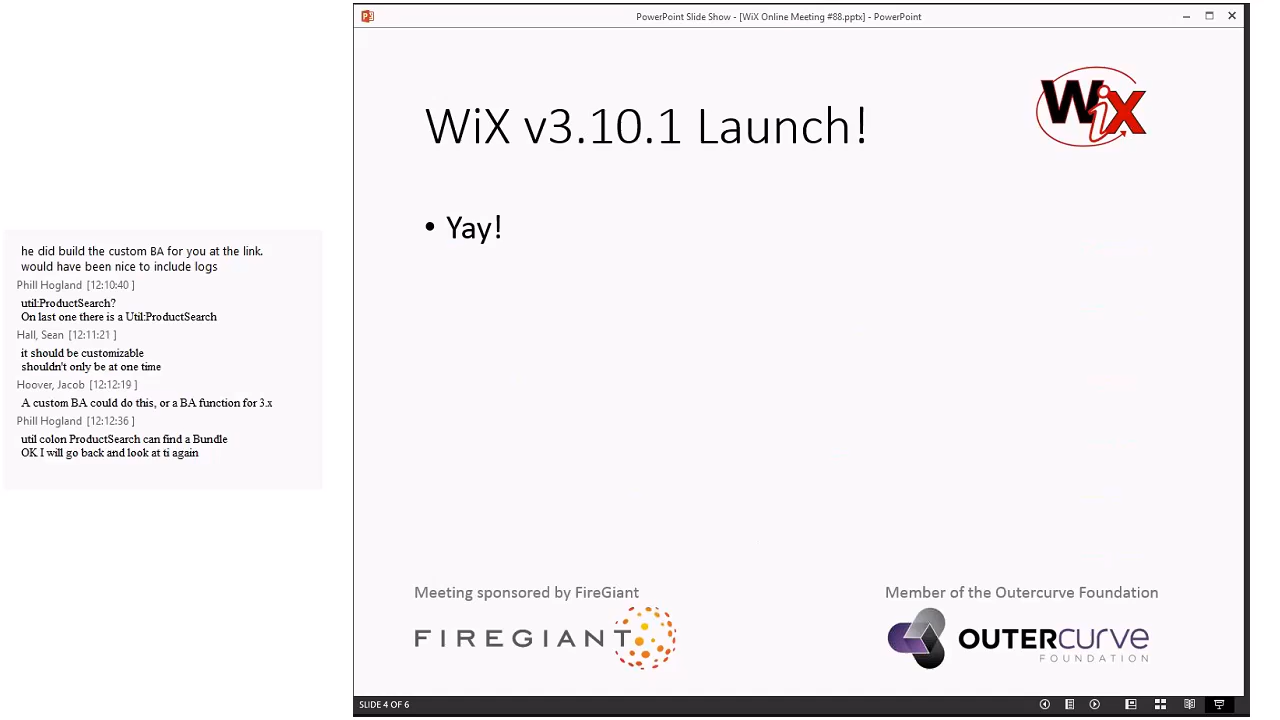 PowerPoint Slide Show - [WiX Online Meeting #88.pptx] - PowerPoint
WiX v3.10.1 Launch!
WiX
• Yay!
he did build the custom BA for you at the link.
would have been nice to include logs
Phill Hogland [12:10:40 ]
util:ProductSearch?
On last one there is a Util:ProductSearch
Hall, Sean [12:11:21 ]
it should be customizable
shouldn't only be at one time
Hoover, Jacob [12:12:19 ]
A custom BA could do this, or a BA function for 3.x
Phill Hogland [12:12:36 ]
util colon ProductSearch can find a Bundle
OK I will go back and look at ti again
Meeting sponsored by FireGiant
FIREGIANT
Member of the Outercurve Foundation
OUTERCURVE
FOUNDATION
SLIDE 4 OF 6